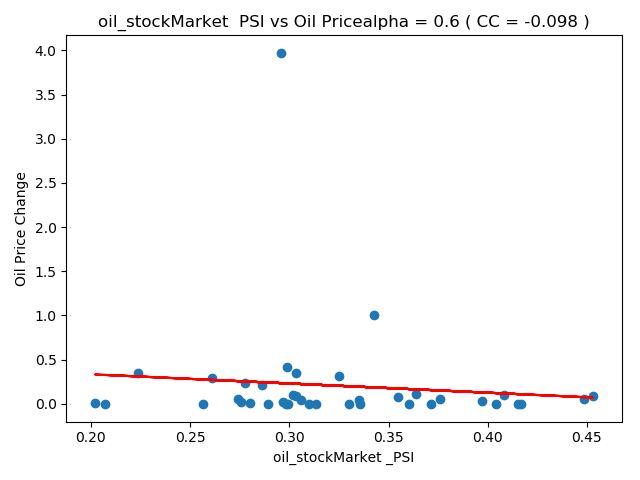 oil_stockMarket  PSI vs Oil Pricealpha = 0.6 ( CC = -0.098 )
4.0
3.5
3.0
2.5
2.0
1.5
1.0
0.5
0.0
Oil Price Change
0.20 0.25 0.30 0.35 0.40 0.45
oil_stockMarket _PSI